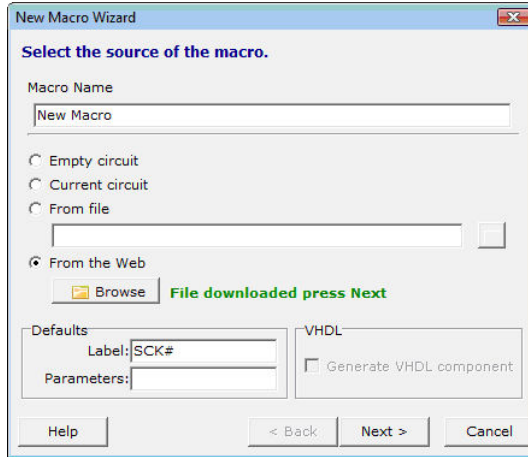 New Macro Wizard
Select the source of the macro.
Macro Name
New Macro
Empty circuit
Current circuit
From file
From the Web
Browse File downloaded press Next
Defaults
Label: SCK#
Parameters:
VHDL
Generate VHDL component
Help < Back Next > Cancel